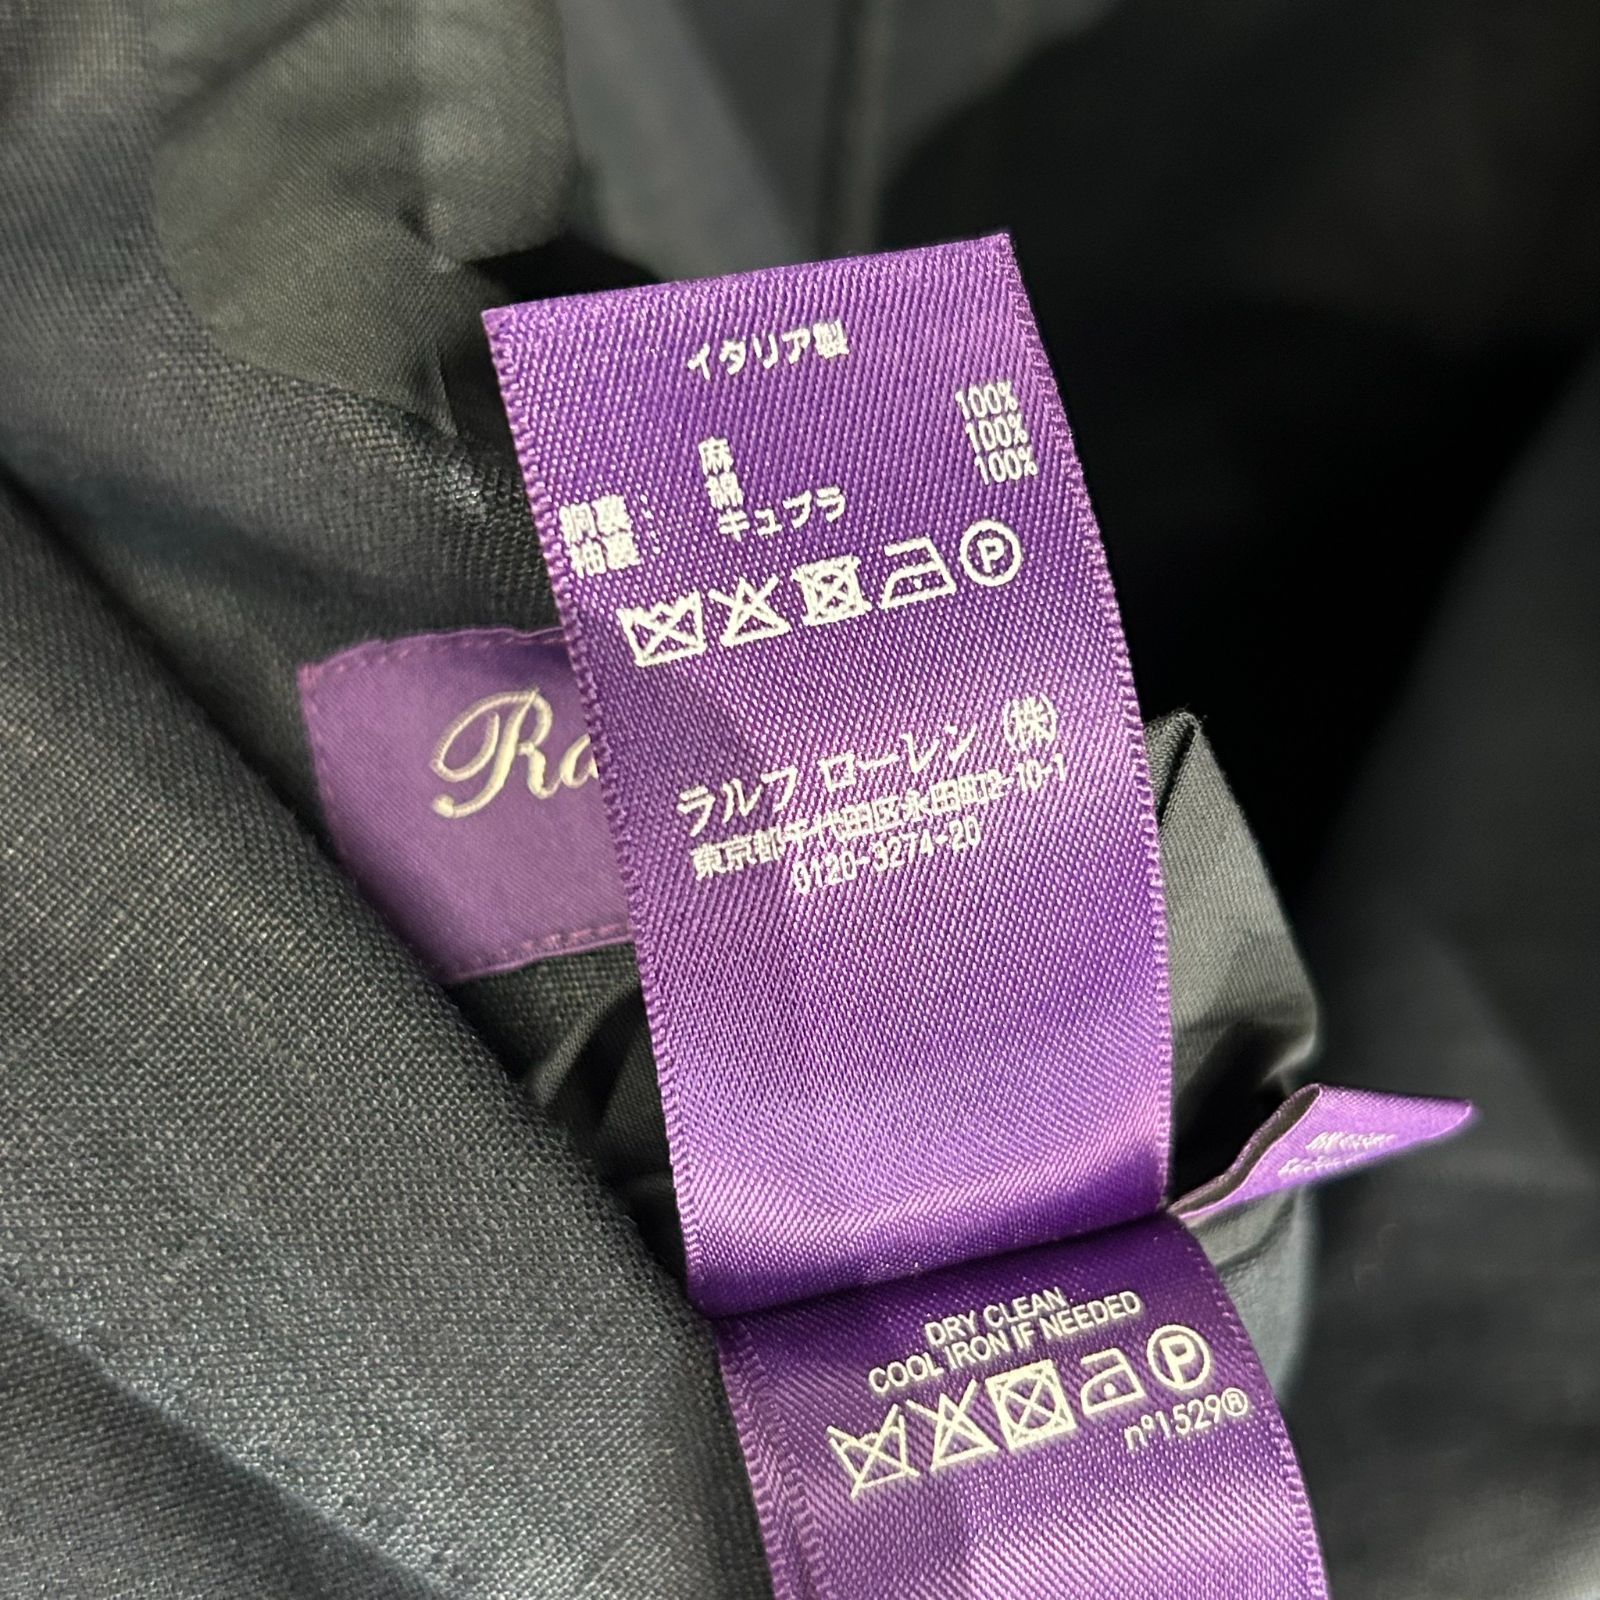 イタリア製
麻 100%
胴裏: 綿 100%
袖裏: キュプラ 100%
Ra
ラルフ ローレン (株)
東京都千代田区永田町2-10-1
0120-3274-20
DRY CLEAN
COOL IRON IF NEEDED
nº1529®